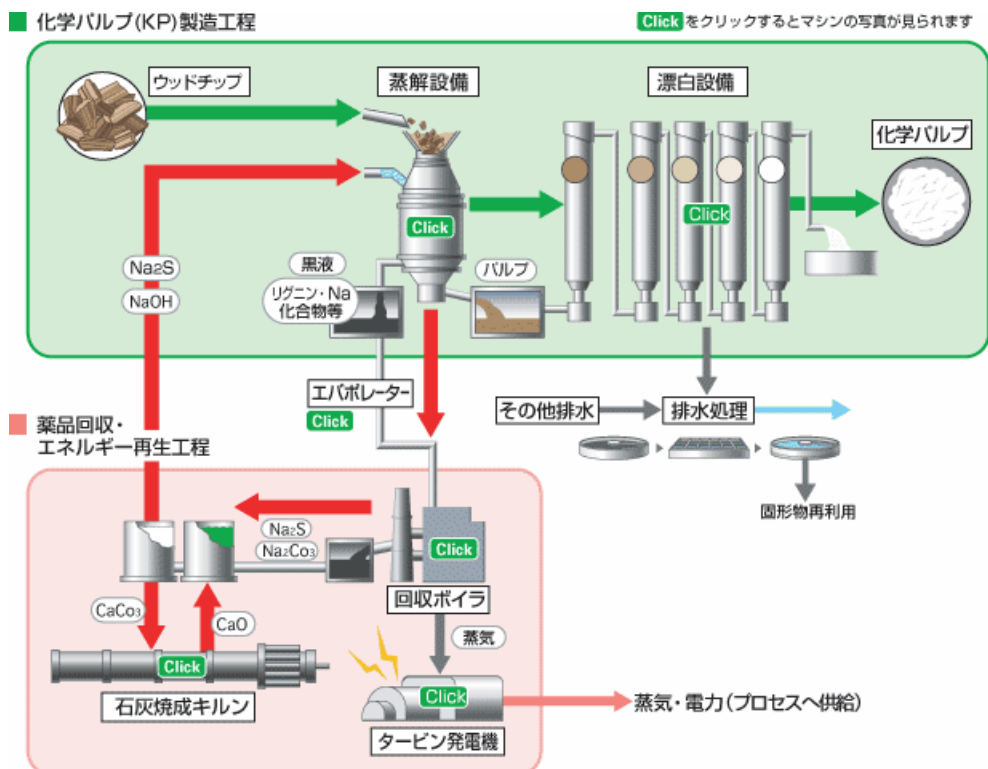 化学パルプ(KP)製造工程
Clickをクリックするとマシンの写真が見られます
ウッドチップ
蒸解設備
漂白設備
化学パルプ
Click
Click
Na2S
NaOH
黒液
リグニン・Na
化合物等
パルプ
エバポレーター
Click
その他排水
排水処理
固形物再利用
薬品回収・
エネルギー再生工程
Na2S
Na2Co3
Click
回収ボイラ
CaCo3
CaO
蒸気
Click
石灰焼成キルン
Click
タービン発電機
蒸気・電力(プロセスへ供給)